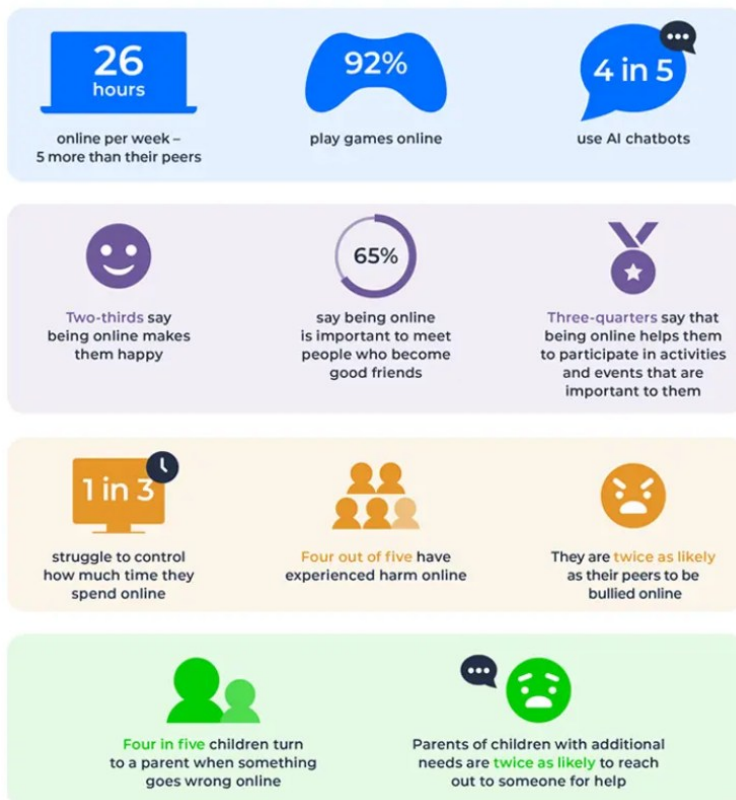 26
hours
online per week –
5 more than their peers
92%
play games online
4 in 5
use AI chatbots
Two-thirds say
being online makes
them happy
65%
say being online
is important to meet
people who become
good friends
Three-quarters say that
being online helps them
to participate in activities
and events that are
important to them
1 in 3
struggle to control
how much time they
spend online
Four out of five have
experienced harm online
They are twice as likely
as their peers to be
bullied online
Four in five children turn
to a parent when something
goes wrong online
Parents of children with additional
needs are twice as likely to reach
out to someone for help